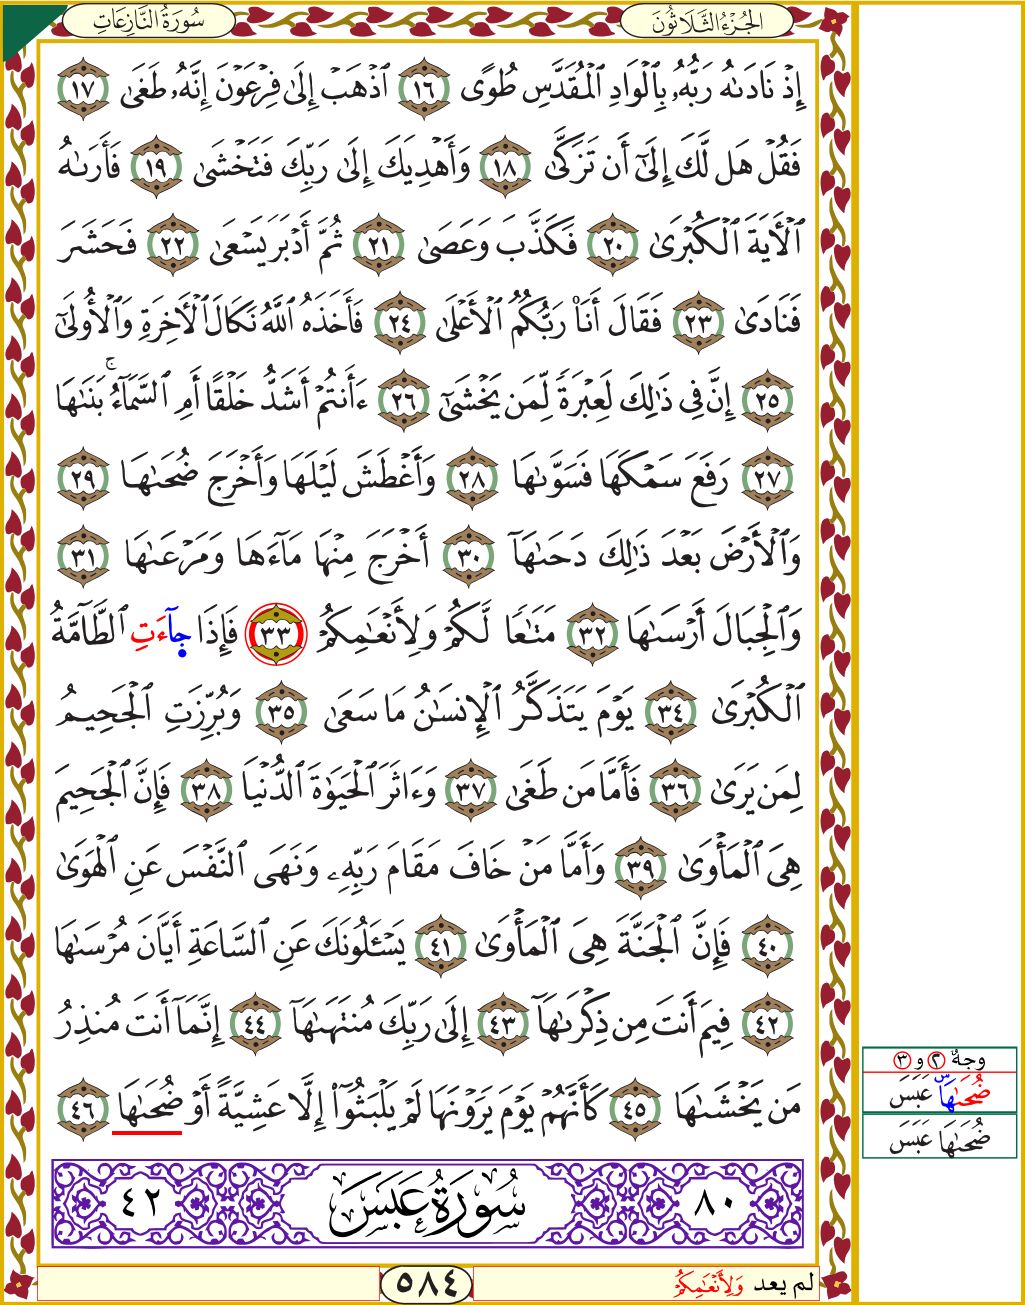 الجُزْءُ الثَّلَاثُونَ
سُورَةُ النَّازِعَاتِ
إِذۡ نَادَىٰهُ رَبُّهُۥ بِٱلۡوَادِ ٱلۡمُقَدَّسِ طُوًى ١٦ ٱذۡهَبۡ إِلَىٰ فِرۡعَوۡنَ إِنَّهُۥ طَغَىٰ ١٧
فَقُلۡ هَل لَّكَ إِلَىٰٓ أَن تَزَكَّىٰ ١٨ وَأَهۡدِيَكَ إِلَىٰ رَبِّكَ فَتَخۡشَىٰ ١٩ فَأَرَىٰهُ
ٱلۡأٓيَةَ ٱلۡكُبۡرَىٰ ٢٠ فَكَذَّبَ وَعَصَىٰ ٢١ ثُمَّ أَدۡبَرَ يَسۡعَىٰ ٢٢ فَحَشَرَ
فَنَادَىٰ ٢٣ فَقَالَ أَنَا۠ رَبُّكُمُ ٱلۡأَعۡلَىٰ ٢٤ فَأَخَذَهُ ٱللَّهُ نَكَالَ ٱلۡأٓخِرَةِ وَٱلۡأُولَىٰٓ
٢٥ إِنَّ فِي ذَٰلِكَ لَعِبۡرَةٗ لِّمَن يَخۡشَىٰٓ ٢٦ ءَأَنتُمۡ أَشَدُّ خَلۡقًا أَمِ ٱلسَّمَآءُۚ بَنَىٰهَا
٢٧ رَفَعَ سَمۡكَهَا فَسَوَّىٰهَا ٢٨ وَأَغۡطَشَ لَيۡلَهَا وَأَخۡرَجَ ضُحَىٰهَا ٢٩
وَٱلۡأَرۡضَ بَعۡدَ ذَٰلِكَ دَحَىٰهَآ ٣٠ أَخۡرَجَ مِنۡهَا مَآءَهَا وَمَرۡعَىٰهَا ٣١
وَٱلۡجِبَالَ أَرۡسَىٰهَا ٣٢ مَتَٰعٗا لَّكُمۡ وَلِأَنۡعَٰمِكُمۡ ٣٣ فَإِذَا جَآءَتِ ٱلطَّآمَّةُ
ٱلۡكُبۡرَىٰ ٣٤ يَوۡمَ يَتَذَكَّرُ ٱلۡإِنسَٰنُ مَا سَعَىٰ ٣٥ وَبُرِّزَتِ ٱلۡجَحِيمُ
لِمَن يَرَىٰ ٣٦ فَأَمَّا مَن طَغَىٰ ٣٧ وَءَاثَرَ ٱلۡحَيَوٰةَ ٱلدُّنۡيَا ٣٨ فَإِنَّ ٱلۡجَحِيمَ
هِيَ ٱلۡمَأۡوَىٰ ٣٩ وَأَمَّا مَنۡ خَافَ مَقَامَ رَبِّهِۦ وَنَهَى ٱلنَّفۡسَ عَنِ ٱلۡهَوَىٰ
٤٠ فَإِنَّ ٱلۡجَنَّةَ هِيَ ٱلۡمَأۡوَىٰ ٤١ يَسۡـَٔلُونَكَ عَنِ ٱلسَّاعَةِ أَيَّانَ مُرۡسَىٰهَا
٤٢ فِيمَ أَنتَ مِن ذِكۡرَىٰهَآ ٤٣ إِلَىٰ رَبِّكَ مُنتَهَىٰهَآ ٤٤ إِنَّمَآ أَنتَ مُنذِرُ
مَن يَخۡشَىٰهَا ٤٥ كَأَنَّهُمۡ يَوۡمَ يَرَوۡنَهَا لَمۡ يَلۡبَثُوٓاْ إِلَّا عَشِيَّةً أَوۡ ضُحَىٰهَا ٤٦
٨٠ سُورَةُ عَبَسَ ٤٢
وجهُ ٢ و ٣
ضُحَىٰهَاسْ عَبَسَ
ضُحَىٰهَا عَبَسَ
لم يعد وَلِأَنۡعَٰمِكُمۡ
٥٨٤